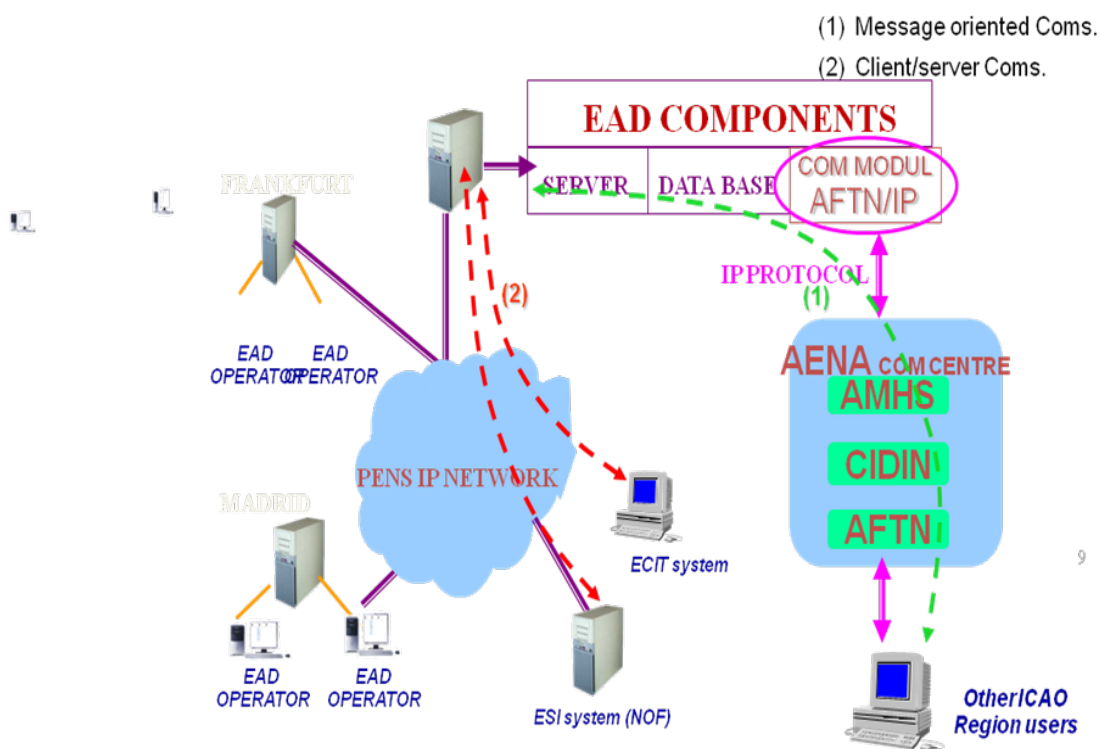 (1) Message oriented Coms.
(2) Client/server Coms.
EAD COMPONENTS
SERVER
DATA BASE
COM MODUL
AFTN/IP
FRANKFURT
IP PROTOCOL
(2)
(1)
EAD
OPERATOR
EAD
OPERATOR
AENA COM CENTRE
AMHS
CIDIN
AFTN
PENS IP NETWORK
MADRID
ECIT system
9
EAD
OPERATOR
EAD
OPERATOR
ESI system (NOF)
Other ICAO
Region users